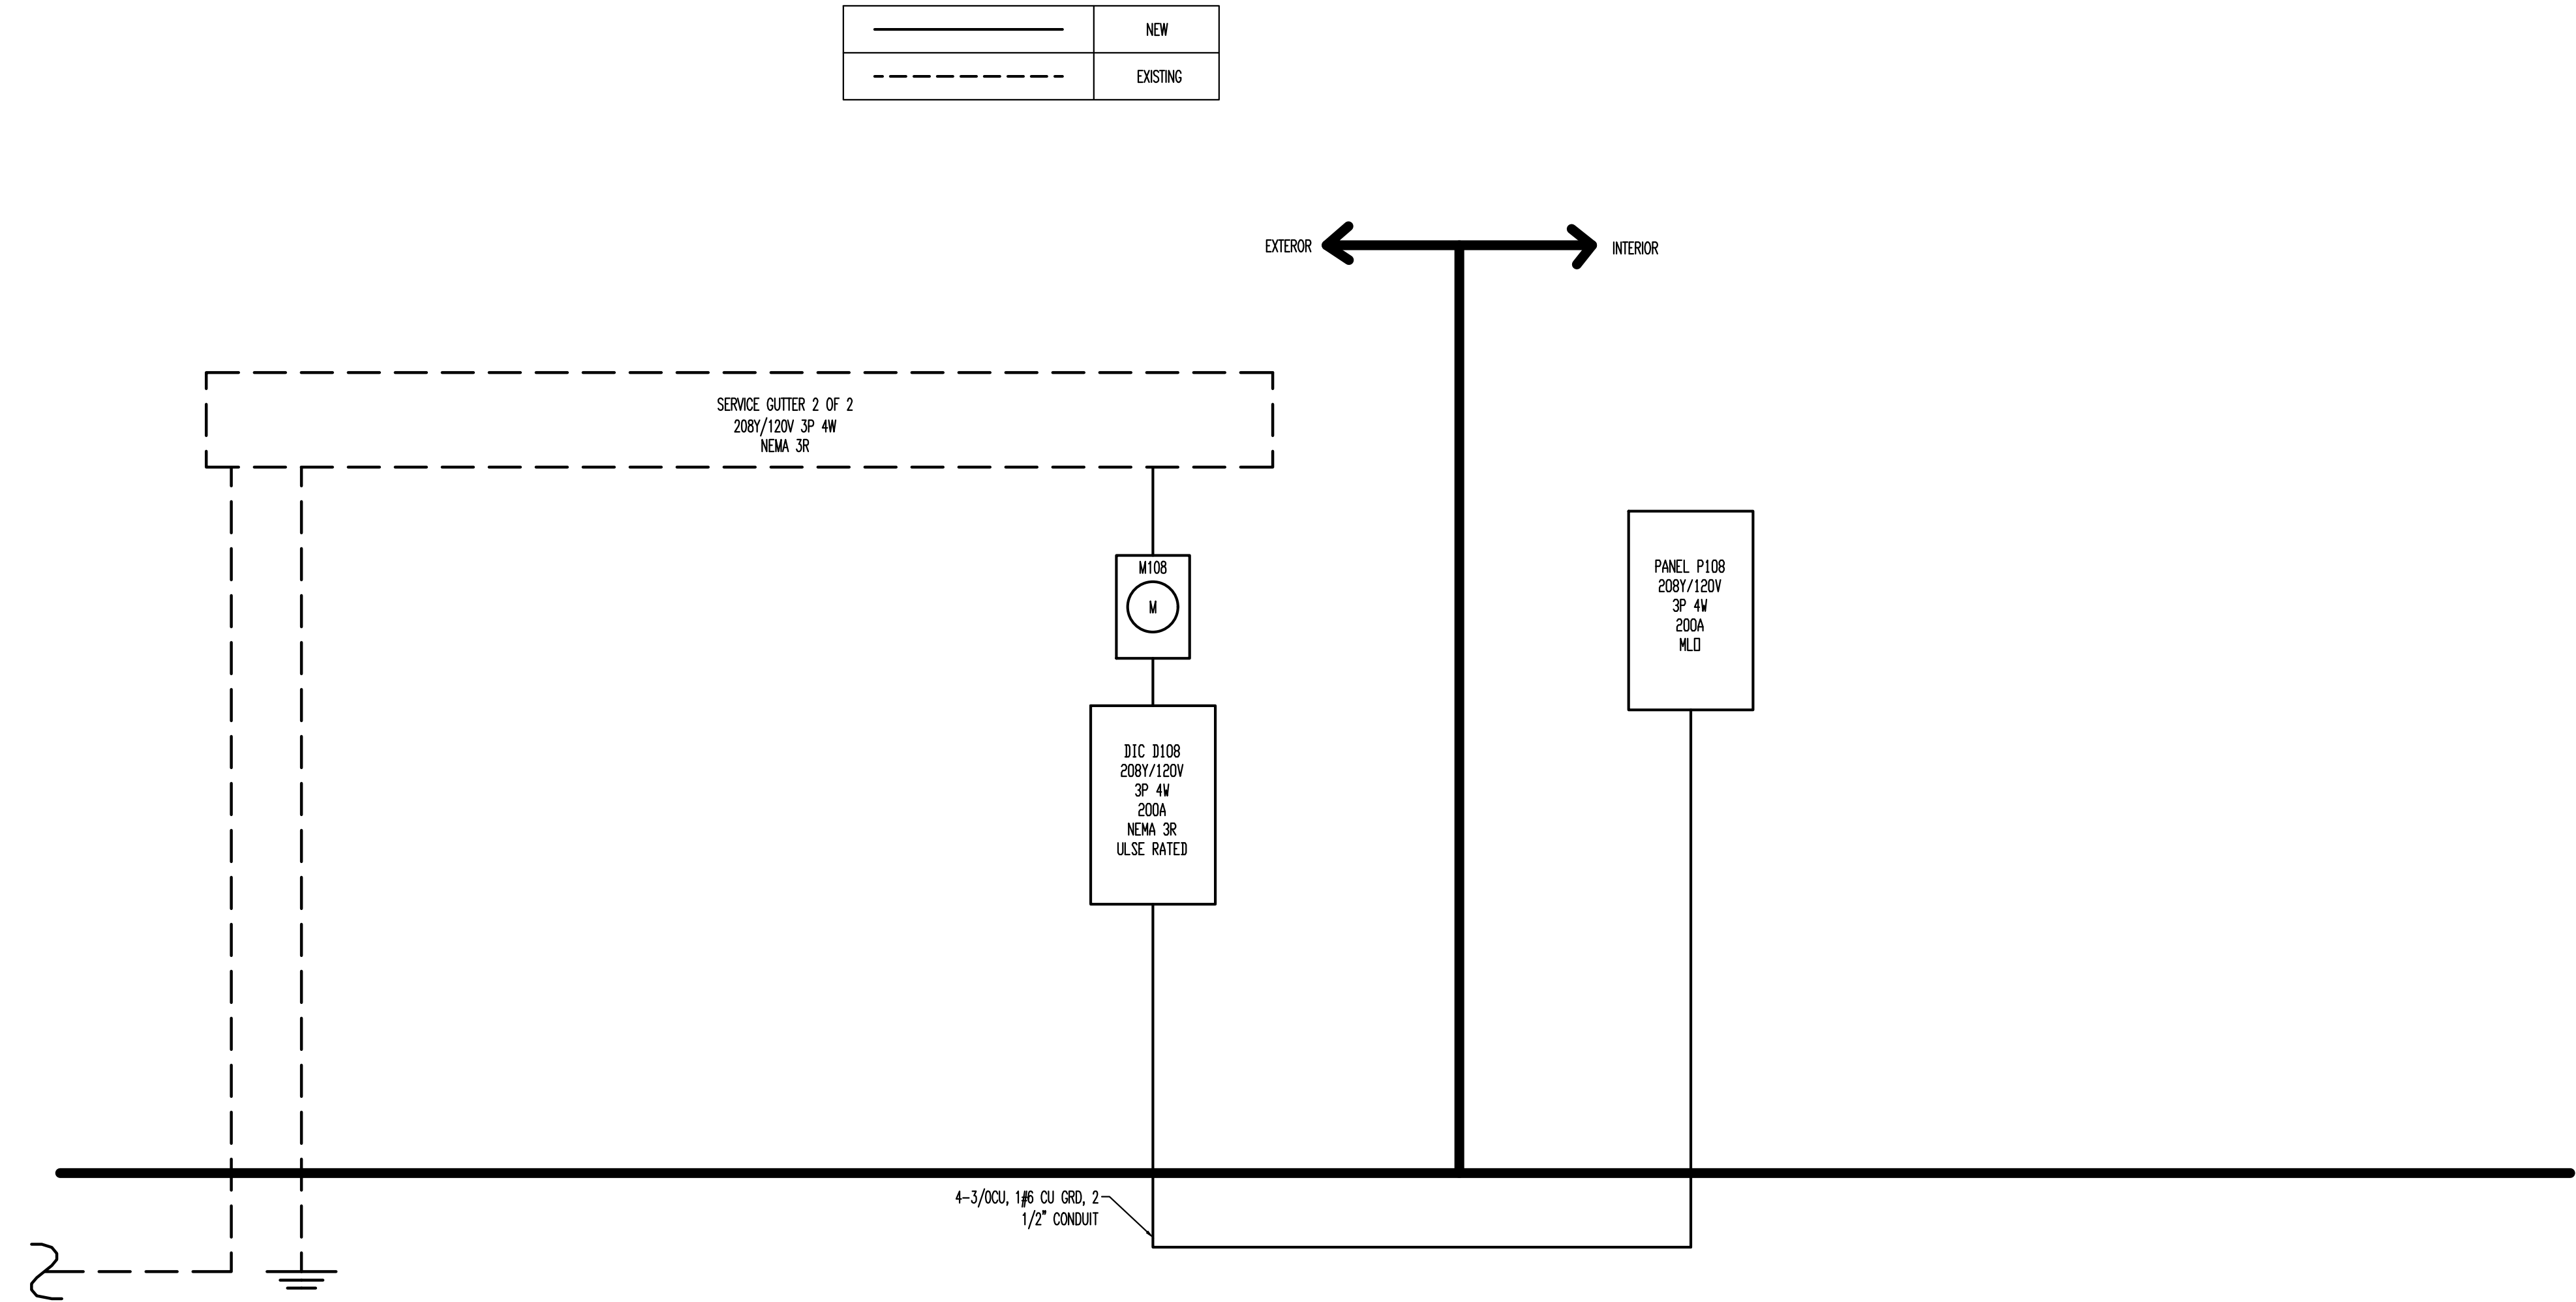 NEW
EXISTING
EXTEROR
INTERIOR
SERVICE GUTTER 2 OF 2
208Y/120V 3P 4W
NEMA 3R
M108
M
PANEL P108
208Y/120V
3P 4W
200A
MLO
DIC D108
208Y/120V
3P 4W
200A
NEMA 3R
ULSE RATED
4-3/0CU, 1#6 CU GRD, 2
1/2" CONDUIT